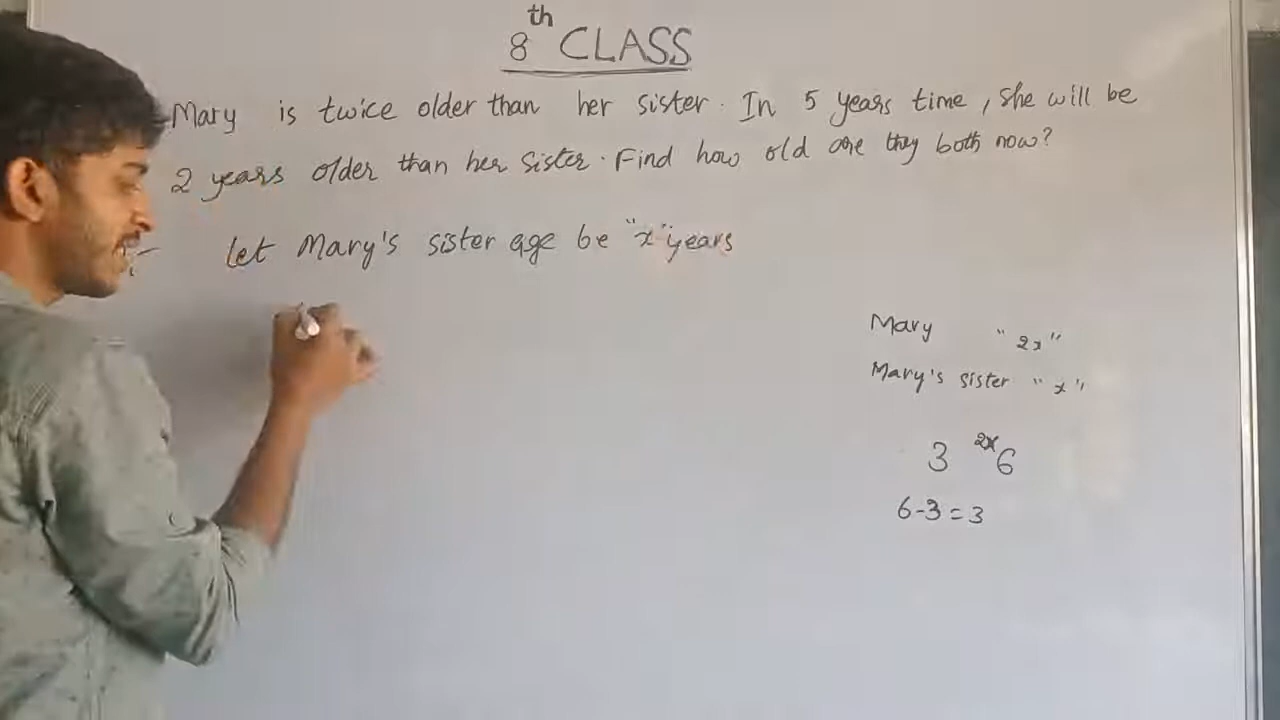 8th CLASS
Mary is twice older than her sister. In 5 years time, she will be
2 years older than her sister. Find how old are they both now?
let Mary's sister age be "x" years
Mary "2x"
Mary's sister "x"
3 2x 6
6-3=3